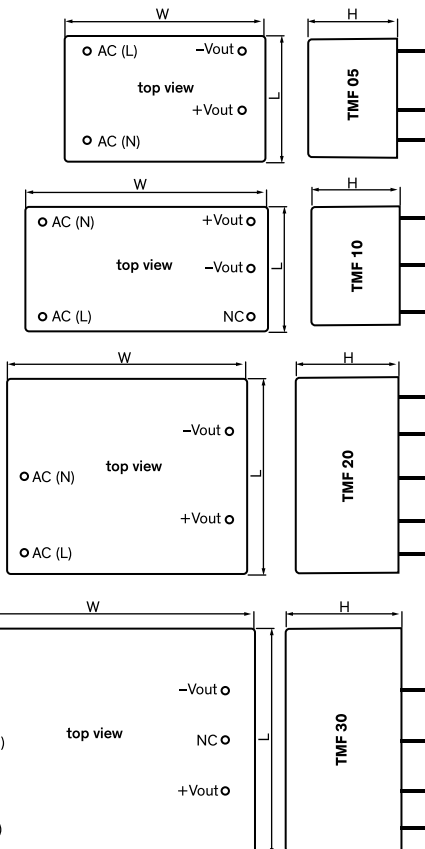 W H
AC (L) –Vout
top view L TMF 05
+Vout
AC (N)
W H
AC (N) +Vout
top view –Vout L TMF 10
AC (L) NC
W H
–Vout
top view
AC (N) L TMF 20
+Vout
AC (L)
W H
–Vout
top view NC L TMF 30
)
+Vout
)